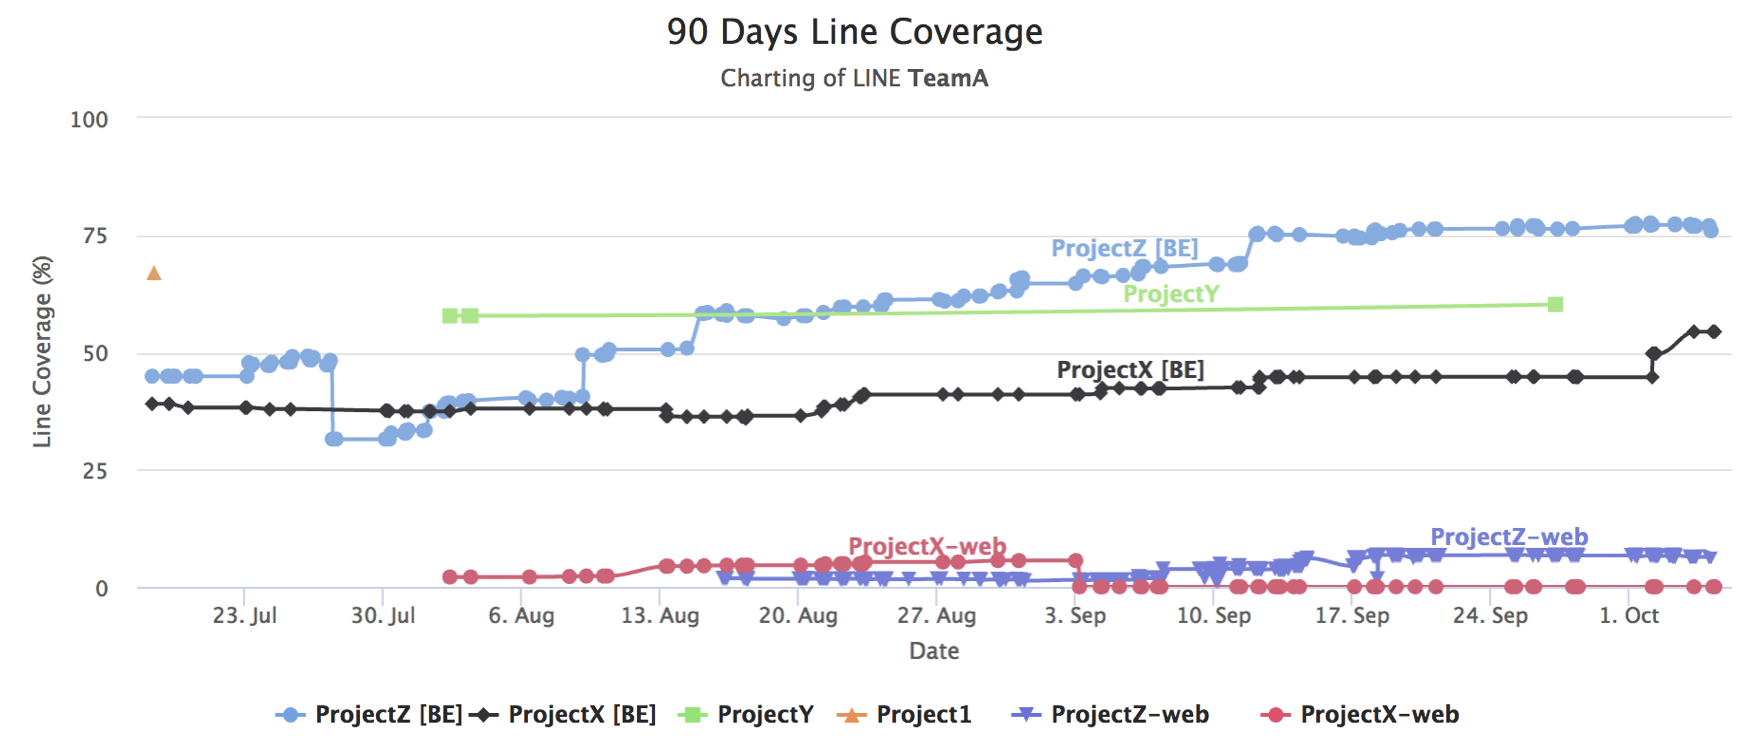 90 Days Line Coverage
Charting of LINE TeamA
100
75
50
25
0
Line Coverage (%)
ProjectZ [BE]
ProjectY
ProjectX [BE]
ProjectX-web
ProjectZ-web
23. Jul 30. Jul 6. Aug 13. Aug 20. Aug 27. Aug 3. Sep 10. Sep 17. Sep 24. Sep 1. Oct
Date
ProjectZ [BE] ProjectX [BE] ProjectY Project1 ProjectZ-web ProjectX-web